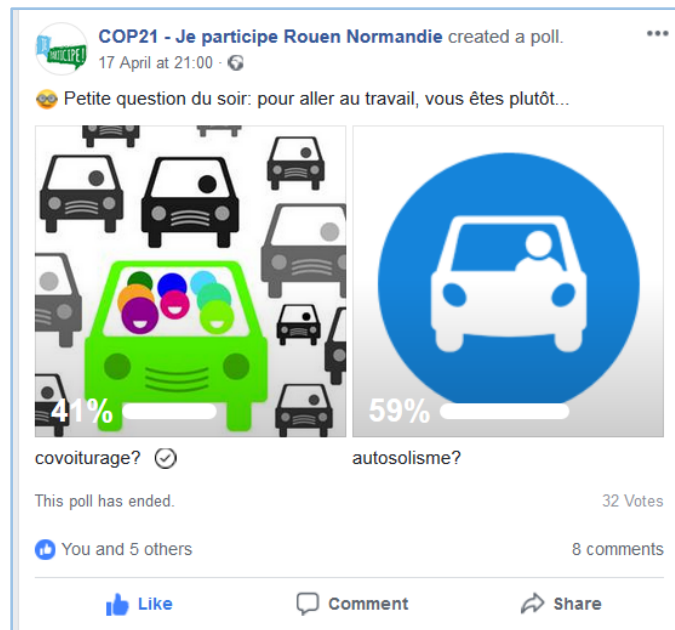 JE
PARTICIPE!
COP21 - Je participe Rouen Normandie created a poll.
17 April at 21:00 ·
Petite question du soir: pour aller au travail, vous êtes plutôt...
41%
59%
covoiturage?
autosolisme?
This poll has ended.
32 Votes
You and 5 others
8 comments
Like
Comment
Share